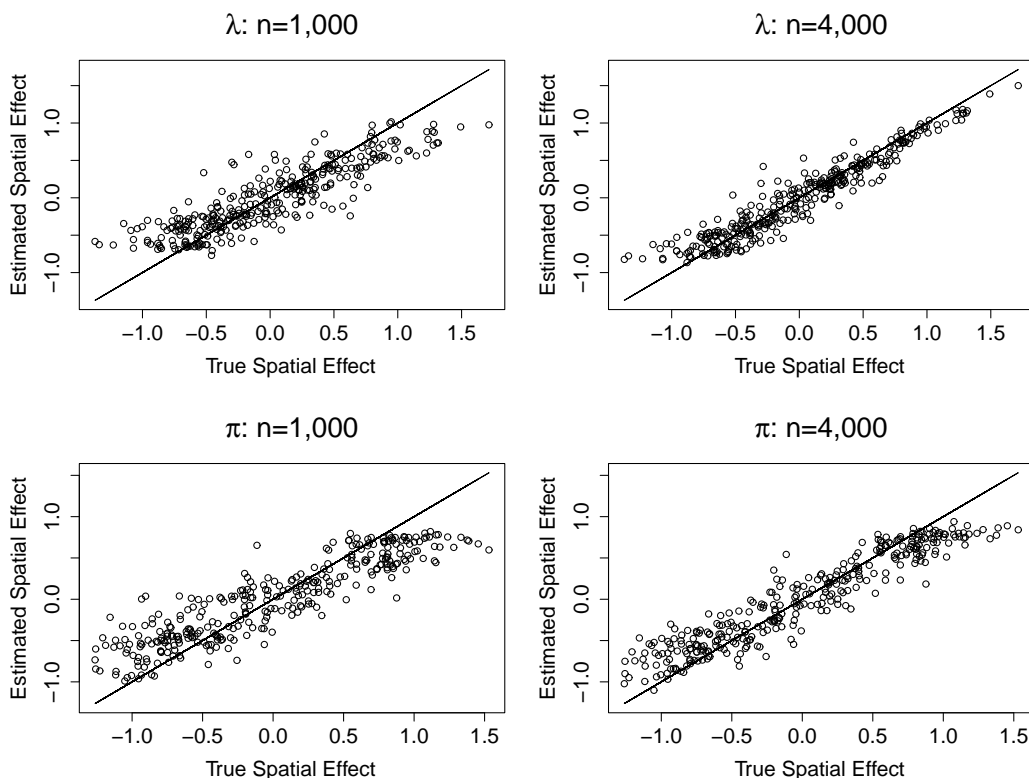 λ: n=1,000
Estimated Spatial Effect
1.0
0.0
−1.0
−1.0 −0.5 0.0 0.5 1.0 1.5
True Spatial Effect
λ: n=4,000
Estimated Spatial Effect
1.0
0.0
−1.0
−1.0 −0.5 0.0 0.5 1.0 1.5
True Spatial Effect
π: n=1,000
Estimated Spatial Effect
1.0
0.0
−1.0
−1.0 −0.5 0.0 0.5 1.0 1.5
True Spatial Effect
π: n=4,000
Estimated Spatial Effect
1.0
0.0
−1.0
−1.0 −0.5 0.0 0.5 1.0 1.5
True Spatial Effect